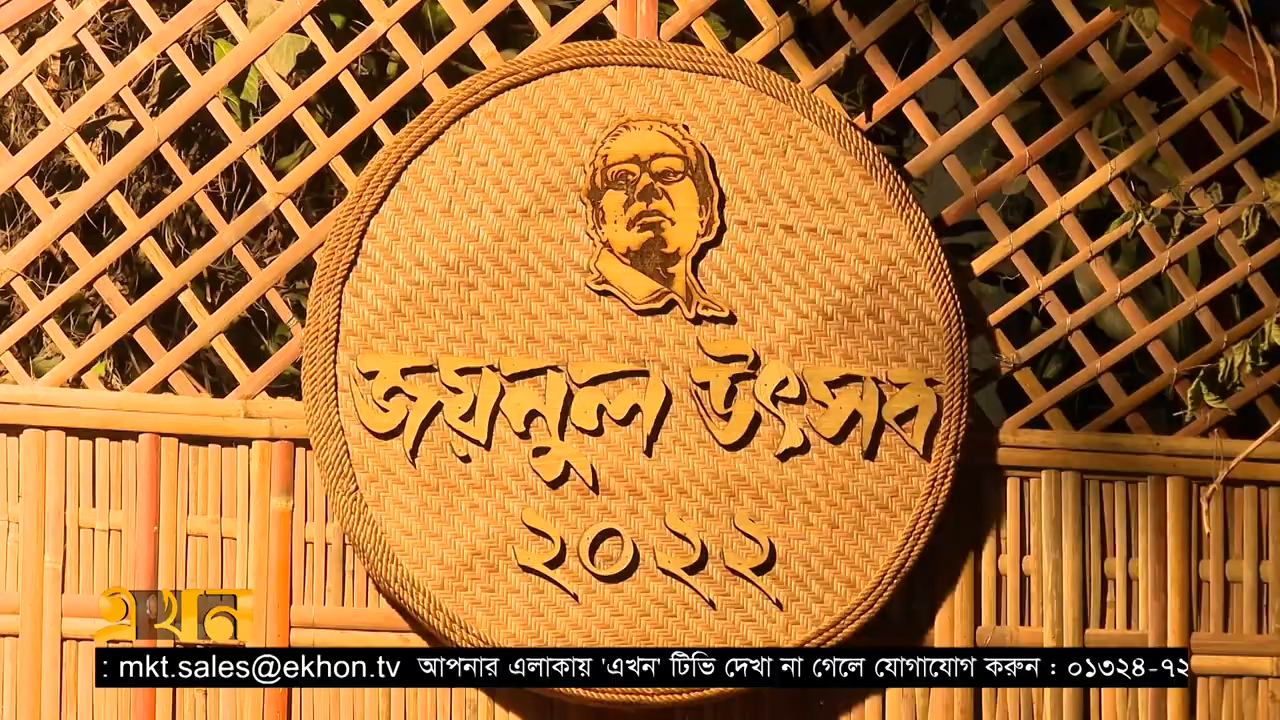 জয়নুল উৎসব
২০২২
এখন
: mkt.sales@ekhon.tv আপনার এলাকায় 'এখন' টিভি দেখা না গেলে যোগাযোগ করুন : ০১৩২৪-৭২